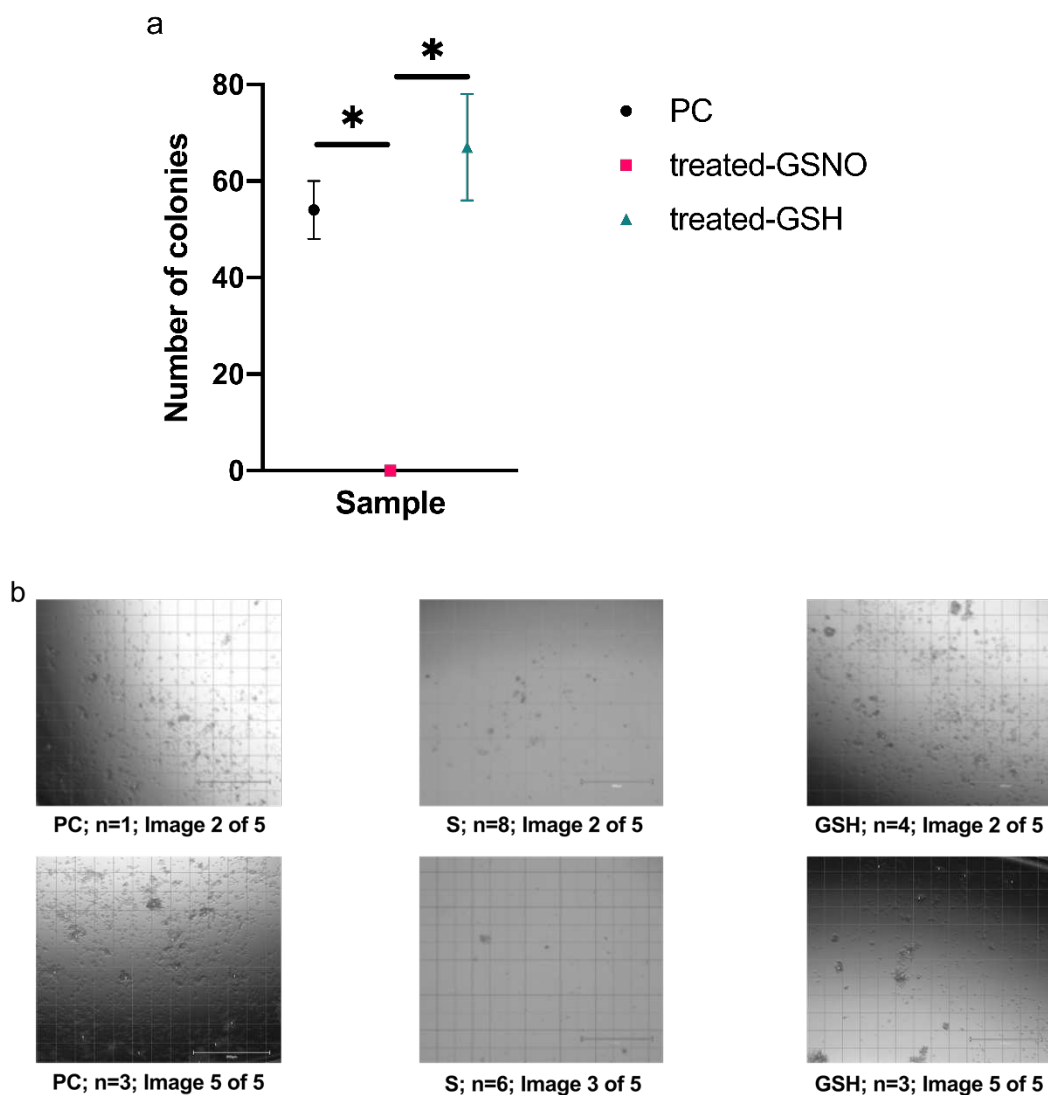 a
*
*
80
60
40
20
0
Number of colonies
Sample
PC
treated-GSNO
treated-GSH
b
PC; n=1; Image 2 of 5
S; n=8; Image 2 of 5
GSH; n=4; Image 2 of 5
PC; n=3; Image 5 of 5
S; n=6; Image 3 of 5
GSH; n=3; Image 5 of 5